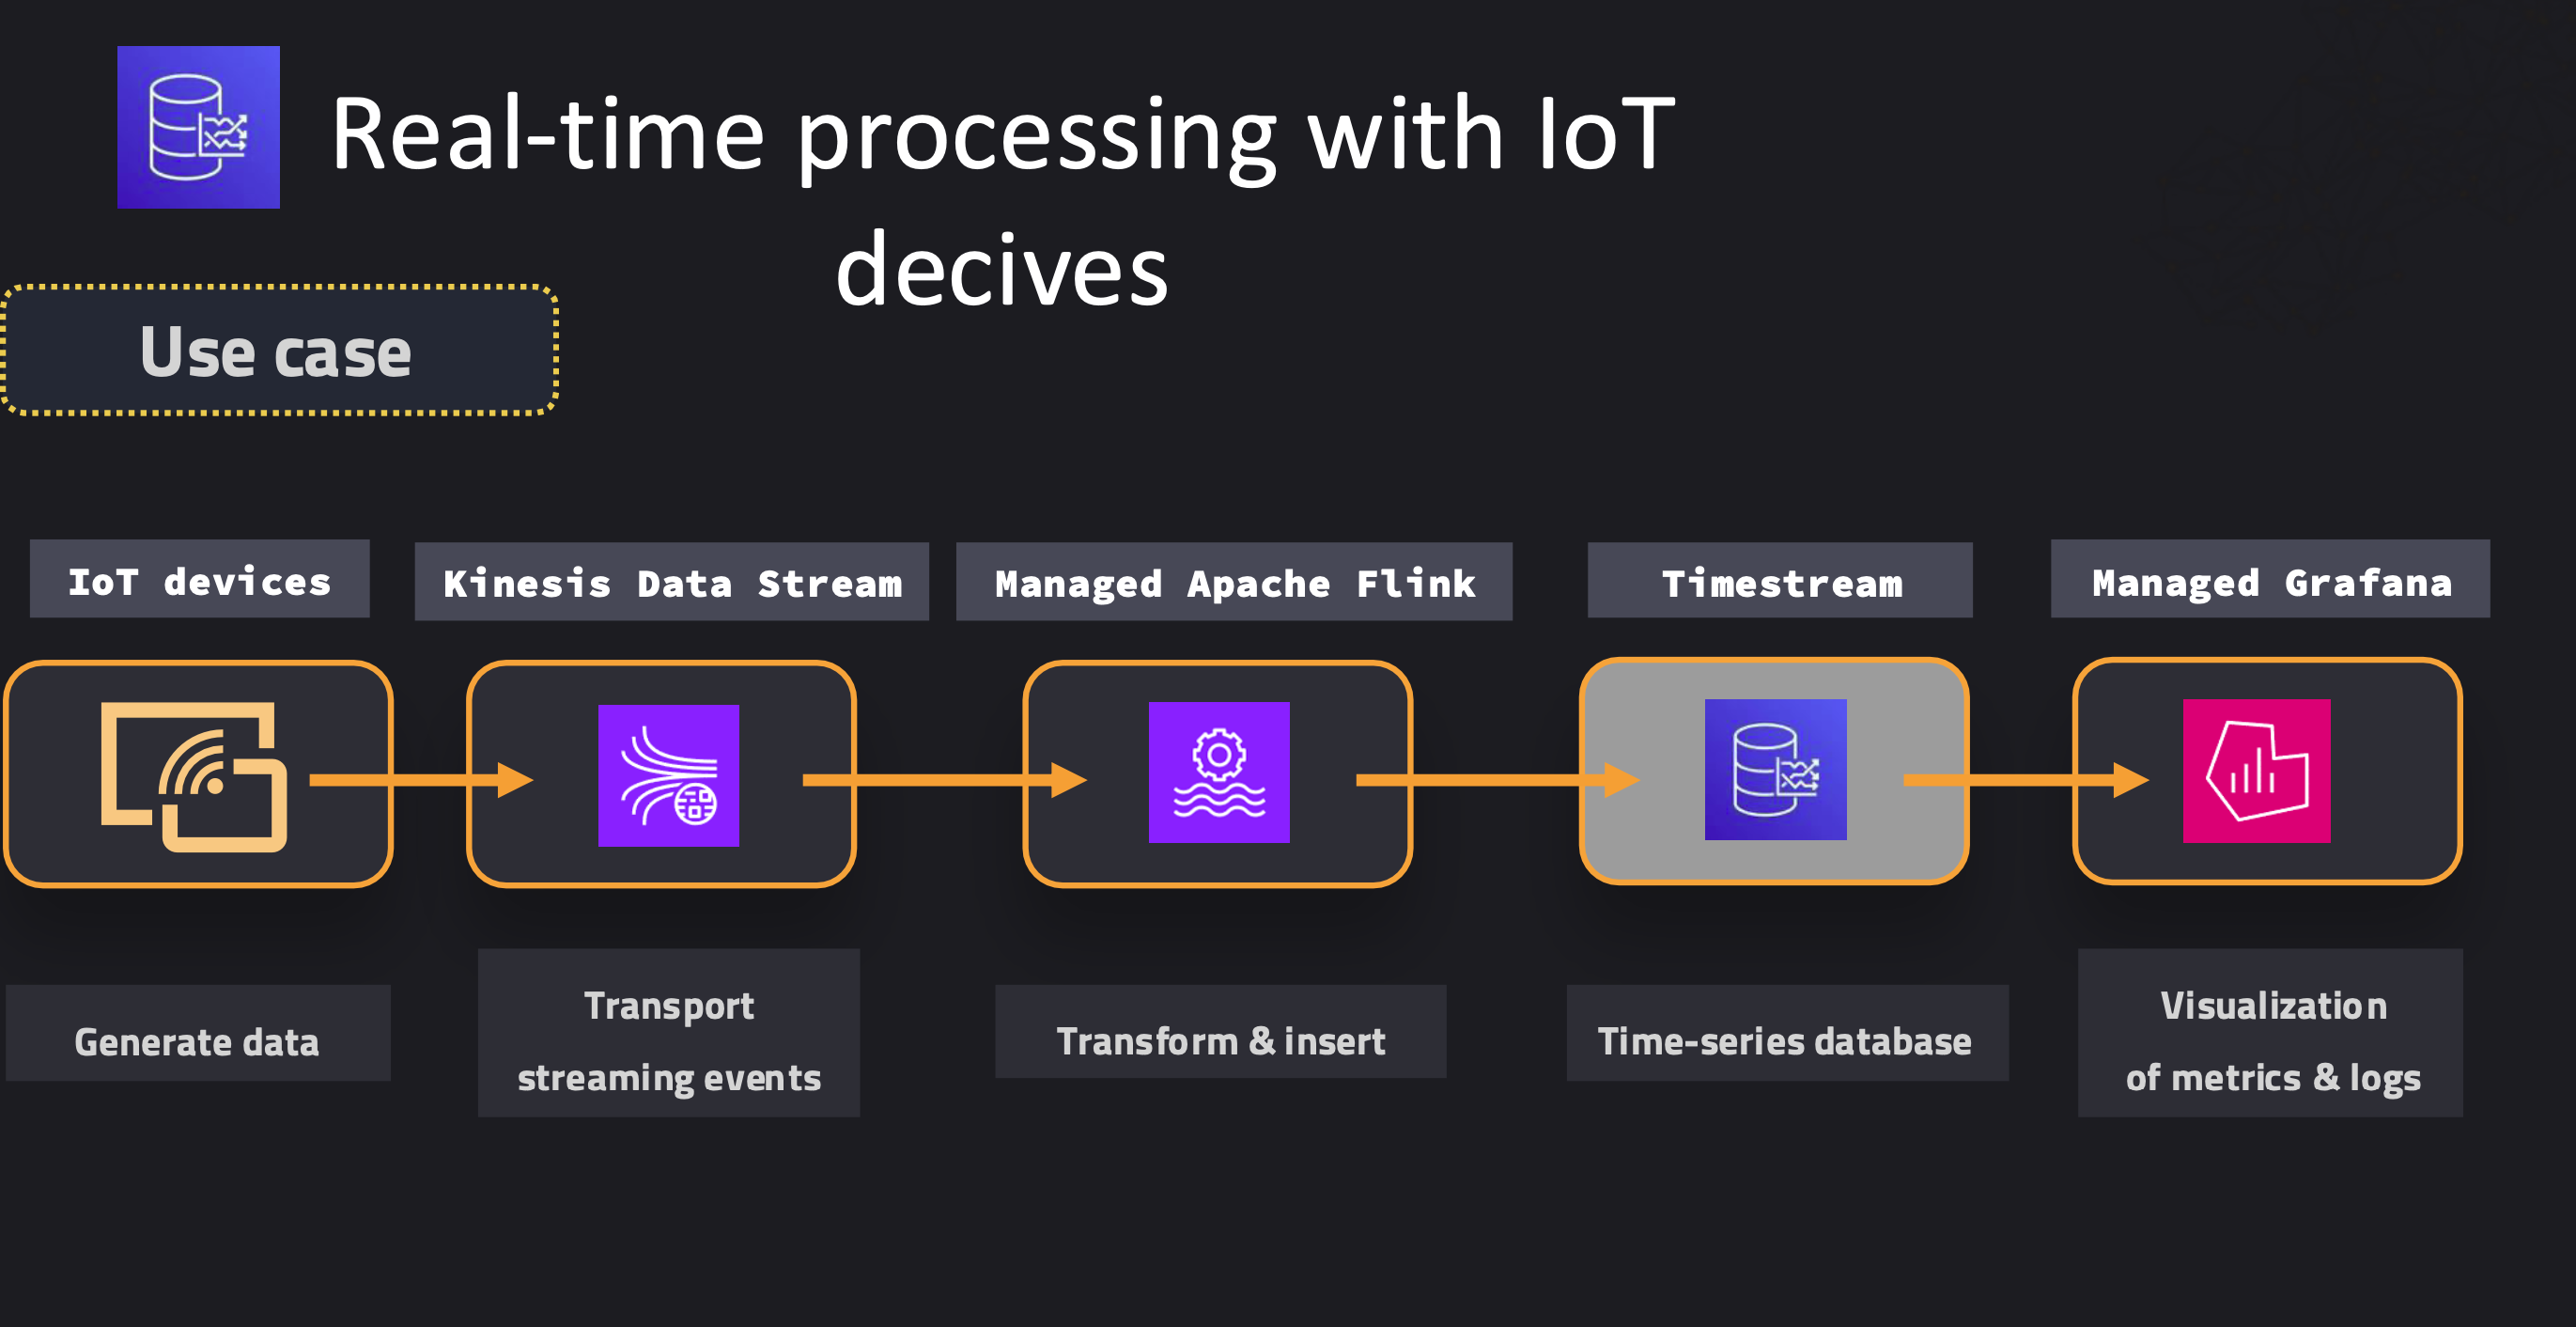 Real-time processing with IoT
decives
Use case
IoT devices
Kinesis Data Stream
Managed Apache Flink
Timestream
Managed Grafana
Generate data
Transport
streaming events
Transform & insert
Time-series database
Visualization
of metrics & logs